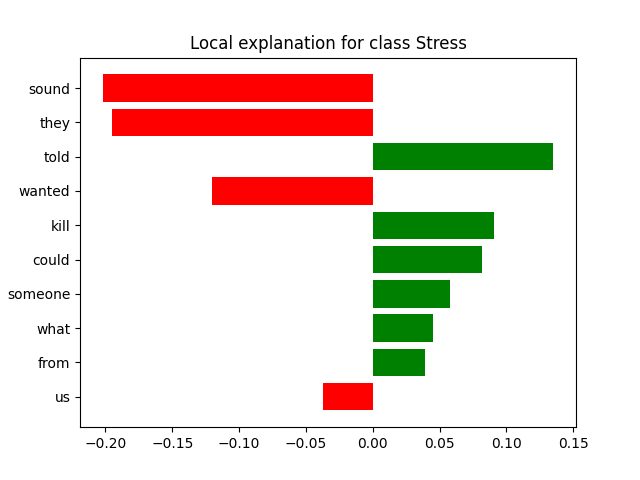 Local explanation for class Stress
sound
they
told
wanted
kill
could
someone
what
from
us
−0.20 −0.15 −0.10 −0.05 0.00 0.05 0.10 0.15